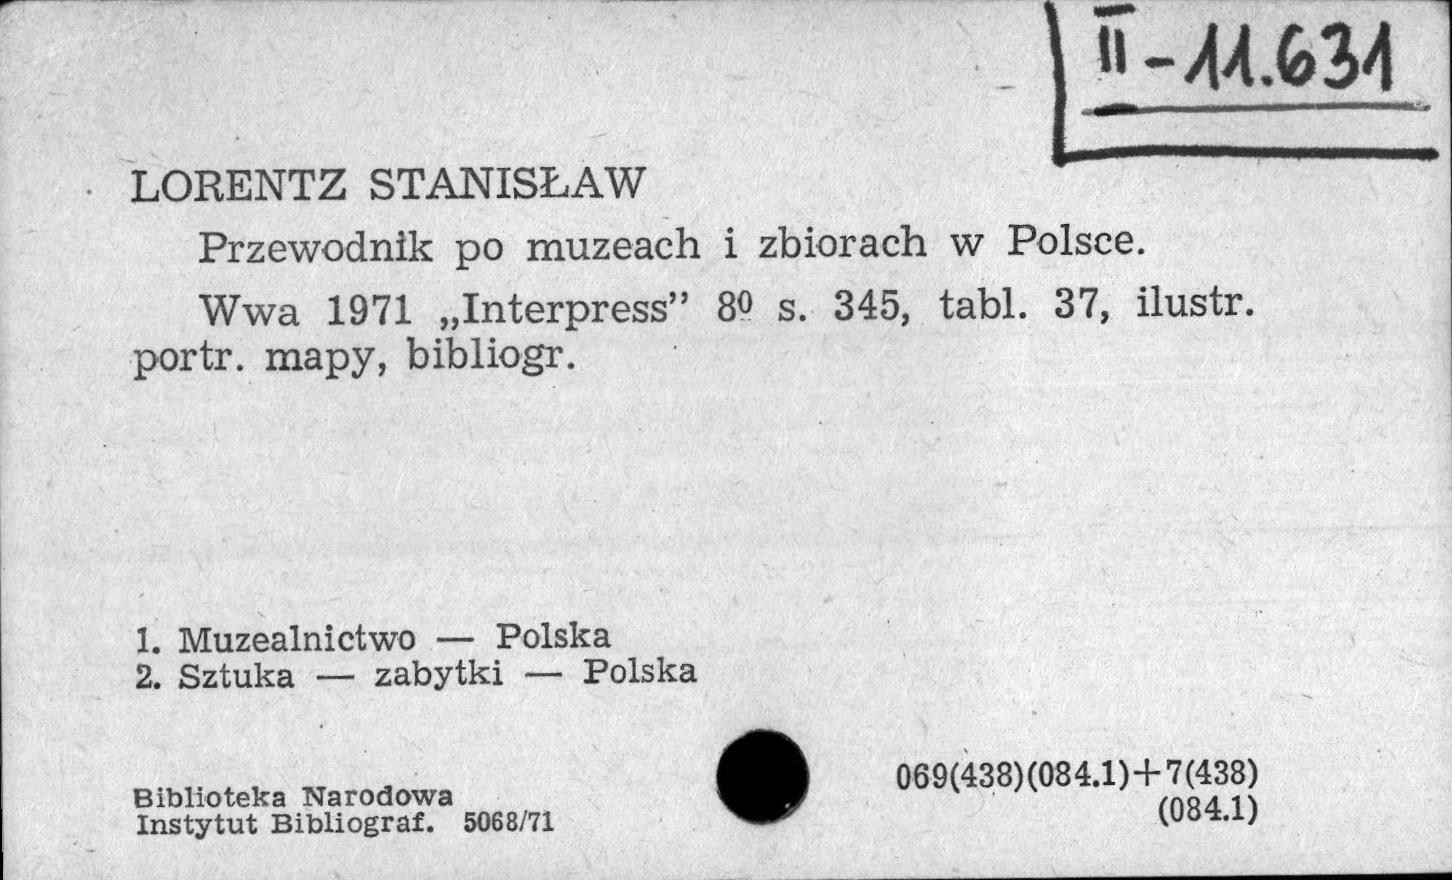 II-11.631
LORENTZ STANISŁAW
Przewodnik po muzeach i zbiorach w Polsce.
Wwa 1971 „Interpress” 8⁰ s. 345, tabl. 37, ilustr.
portr. mapy, bibliogr.
1. Muzealnictwo — Polska
2. Sztuka — zabytki — Polska
069(438)(084.1)+7(438)
(084.1)
Biblioteka Narodowa
Instytut Bibliograf. 5068/71